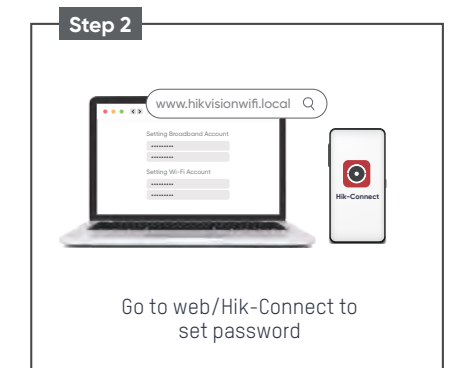 Step 2
www.hikvisionwifi.local
Setting Broadband Account
•••••••••
•••••••••
Setting Wi-Fi Account
•••••••••
•••••••••
Hik-Connect
Go to web/Hik-Connect to
set password